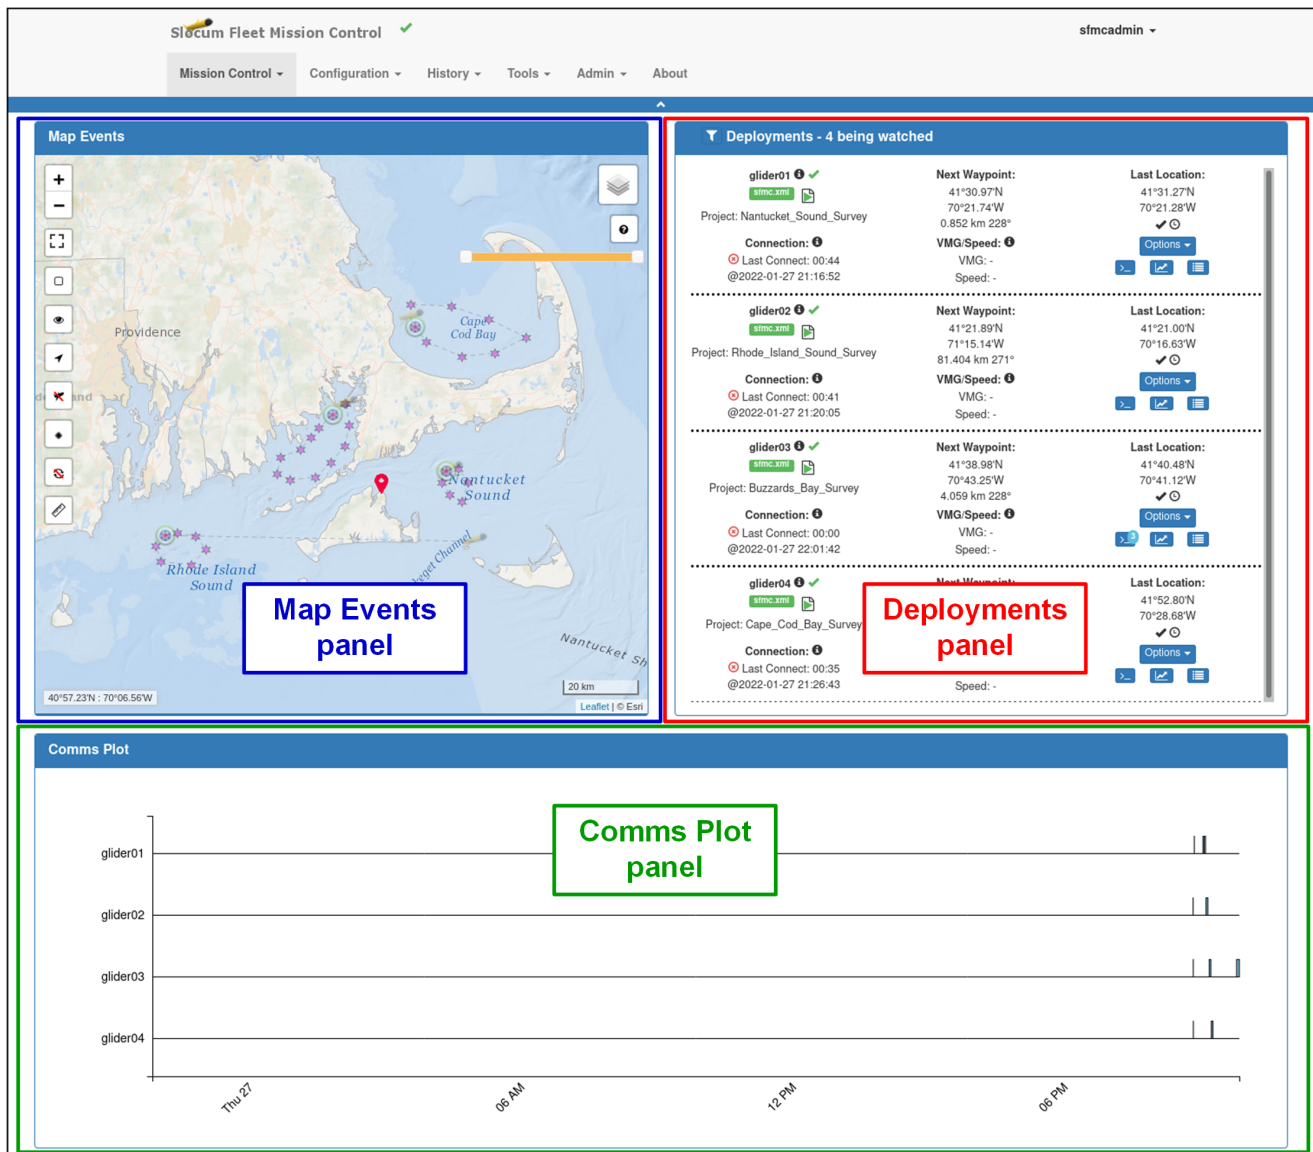 Slocum Fleet Mission Control
sfmcadmin
Mission Control
Configuration
History
Tools
Admin
About
Map Events
+
−
Providence
Cape
Cod Bay
Nantucket
Sound
Rhode Island
Sound
Channel
Nantucket Sh
40°57.23'N : 70°06.56'W
20 km
Leaflet | © Esri
Map Events
panel
Deployments - 4 being watched
glider01
sfmc.xml
Project: Nantucket_Sound_Survey
Next Waypoint:
41°30.97'N
70°21.74'W
0.852 km 228°
Last Location:
41°31.27'N
70°21.28'W
Connection:
Last Connect: 00:44
@2022-01-27 21:16:52
VMG/Speed:
VMG: -
Speed: -
Options
glider02
sfmc.xml
Project: Rhode_Island_Sound_Survey
Next Waypoint:
41°21.89'N
71°15.14'W
81.404 km 271°
Last Location:
41°21.00'N
70°16.63'W
Connection:
Last Connect: 00:41
@2022-01-27 21:20:05
VMG/Speed:
VMG: -
Speed: -
Options
glider03
sfmc.xml
Project: Buzzards_Bay_Survey
Next Waypoint:
41°38.98'N
70°43.25'W
4.059 km 228°
Last Location:
41°40.48'N
70°41.12'W
Connection:
Last Connect: 00:00
@2022-01-27 22:01:42
VMG/Speed:
VMG: -
Speed: -
Options
3
glider04
sfmc.xml
Project: Cape_Cod_Bay_Survey
Next Waypoint:
Last Location:
41°52.80'N
70°28.68'W
Connection:
Last Connect: 00:35
@2022-01-27 21:26:43
Speed: -
Options
Deployments
panel
Comms Plot
Comms Plot
panel
glider01
glider02
glider03
glider04
Thu 27
06 AM
12 PM
06 PM